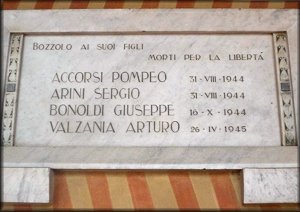 BOZZOLO AI SUOI FIGLI
MORTI PER LA LIBERTÀ
ACCORSI POMPEO 31 - VIII - 1944
ARINI SERGIO 31 - VIII - 1944
BONOLDI GIUSEPPE 16 - X - 1944
VALZANIA ARTURO 26 - IV - 1945